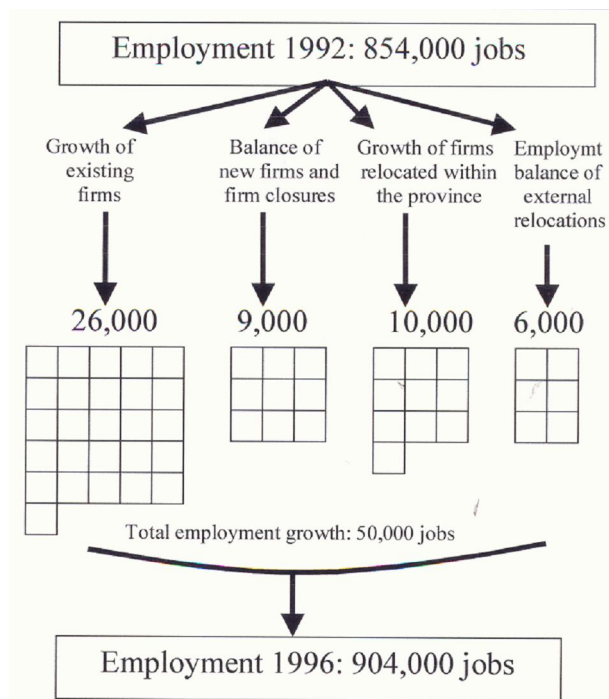 Employment 1992: 854,000 jobs
Growth of
existing
firms
Balance of
new firms and
firm closures
Growth of firms
relocated within
the province
Employmt
balance of
external
relocations
26,000
9,000
10,000
6,000
Total employment growth: 50,000 jobs
Employment 1996: 904,000 jobs